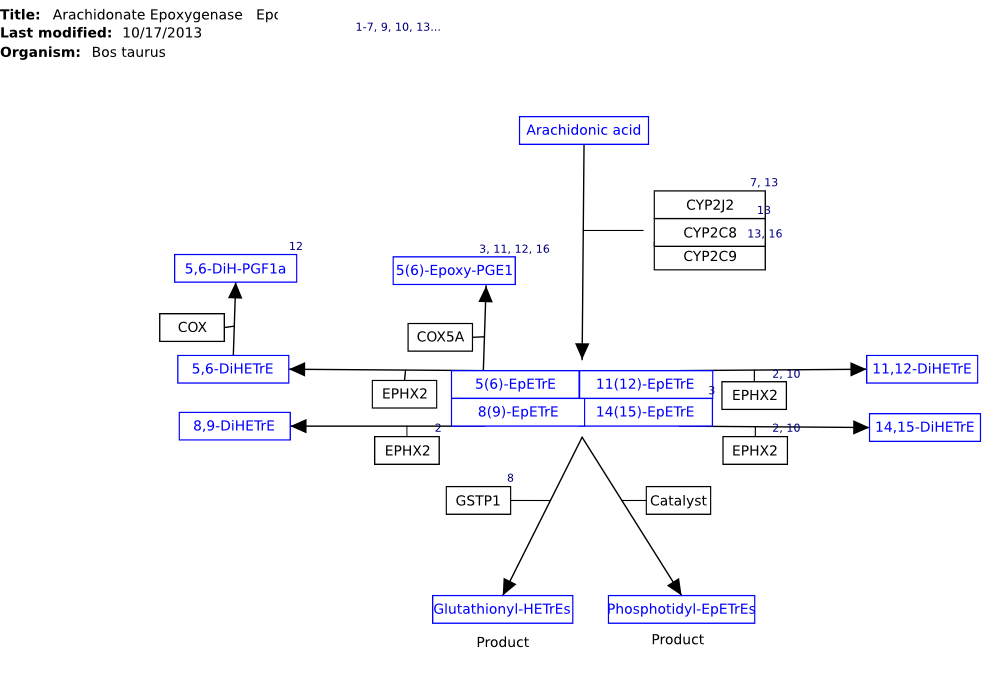 Title: Arachidonate Epoxygenase Epo
Last modified: 10/17/2013
Organism: Bos taurus
1-7, 9, 10, 13...
Arachidonic acid
7, 13
CYP2J2
13
CYP2C8
13, 16
CYP2C9
12
5,6-DiH-PGF1a
3, 11, 12, 16
5(6)-Epoxy-PGE1
COX
COX5A
5,6-DiHETrE
5(6)-EpETrE
11(12)-EpETrE
11,12-DiHETrE
EPHX2
3
2, 10
EPHX2
8,9-DiHETrE
8(9)-EpETrE
14(15)-EpETrE
14,15-DiHETrE
2
EPHX2
2, 10
EPHX2
8
GSTP1
Catalyst
Glutathionyl-HETrEs
Phosphotidyl-EpETrEs
Product
Product